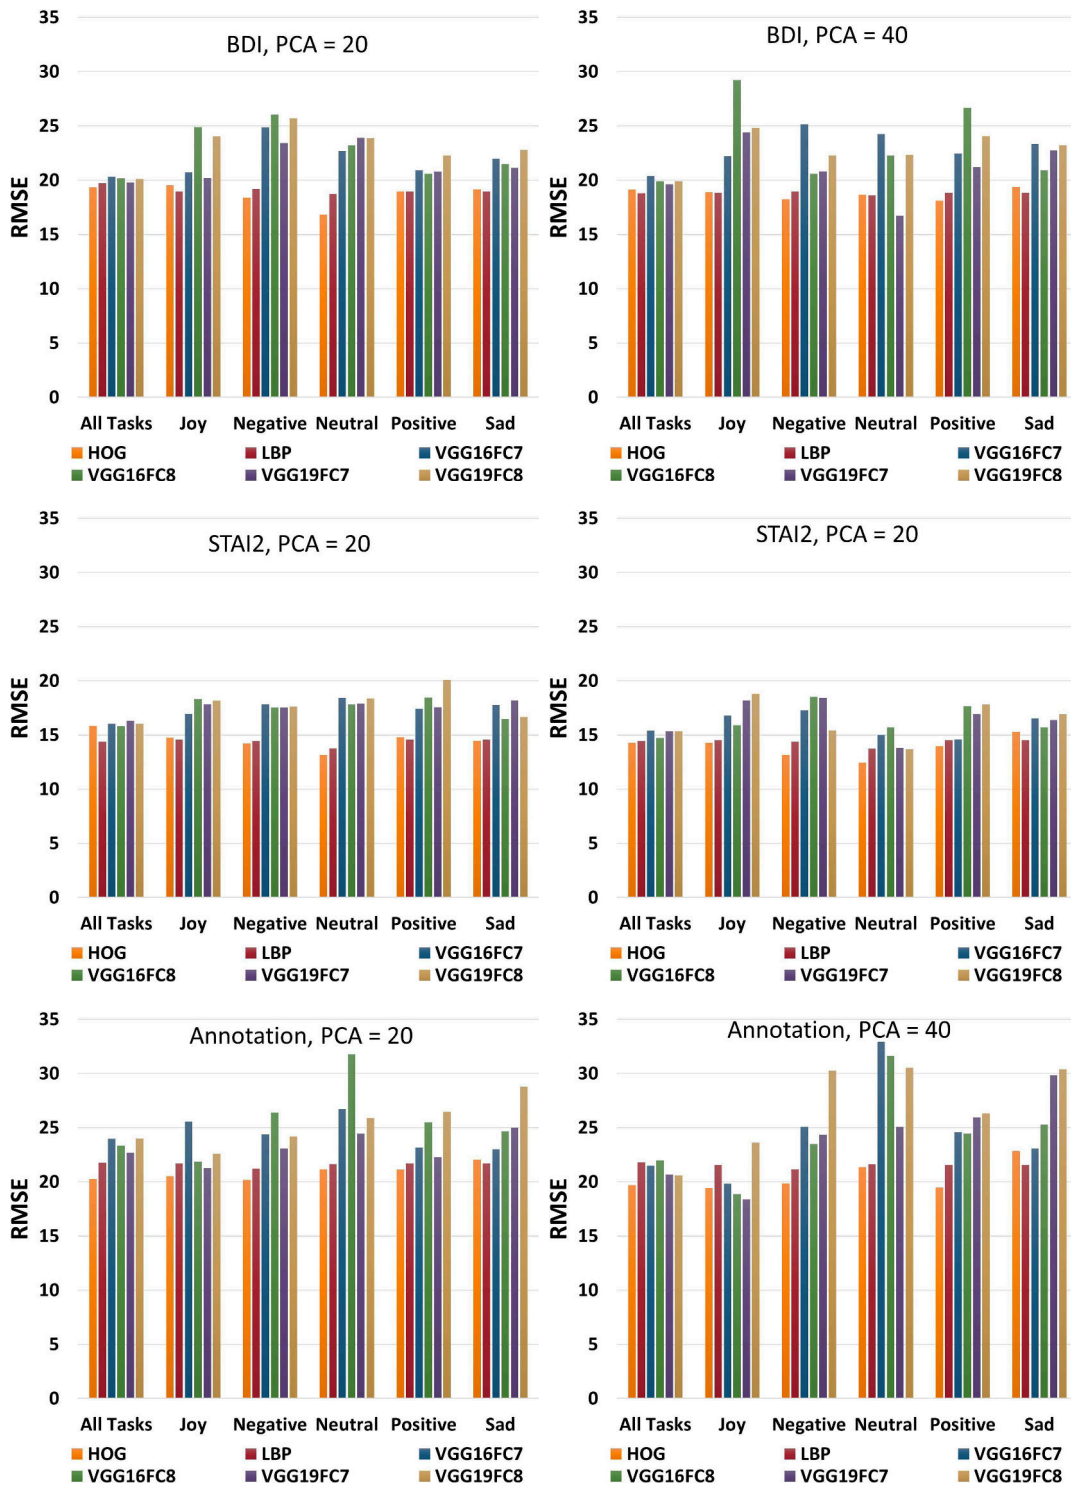 BDI, PCA = 20
35
30
25
20
15
10
5
0
RMSE
All Tasks Joy Negative Neutral Positive Sad
HOG LBP VGG16FC7
VGG16FC8 VGG19FC7 VGG19FC8
BDI, PCA = 40
35
30
25
20
15
10
5
0
RMSE
All Tasks Joy Negative Neutral Positive Sad
HOG LBP VGG16FC7
VGG16FC8 VGG19FC7 VGG19FC8
STAI2, PCA = 20
35
30
25
20
15
10
5
0
RMSE
All Tasks Joy Negative Neutral Positive Sad
HOG LBP VGG16FC7
VGG16FC8 VGG19FC7 VGG19FC8
STAI2, PCA = 20
35
30
25
20
15
10
5
0
RMSE
All Tasks Joy Negative Neutral Positive Sad
HOG LBP VGG16FC7
VGG16FC8 VGG19FC7 VGG19FC8
Annotation, PCA = 20
35
30
25
20
15
10
5
0
RMSE
All Tasks Joy Negative Neutral Positive Sad
HOG LBP VGG16FC7
VGG16FC8 VGG19FC7 VGG19FC8
Annotation, PCA = 40
35
30
25
20
15
10
5
0
RMSE
All Tasks Joy Negative Neutral Positive Sad
HOG LBP VGG16FC7
VGG16FC8 VGG19FC7 VGG19FC8